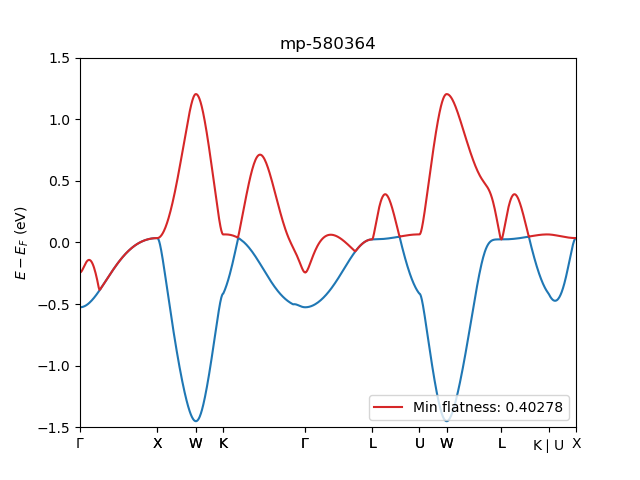 mp-580364
E − E_F (eV)
1.5
1.0
0.5
0.0
−0.5
−1.0
−1.5
Min flatness: 0.40278
Γ X W K Γ L U W L K | U X